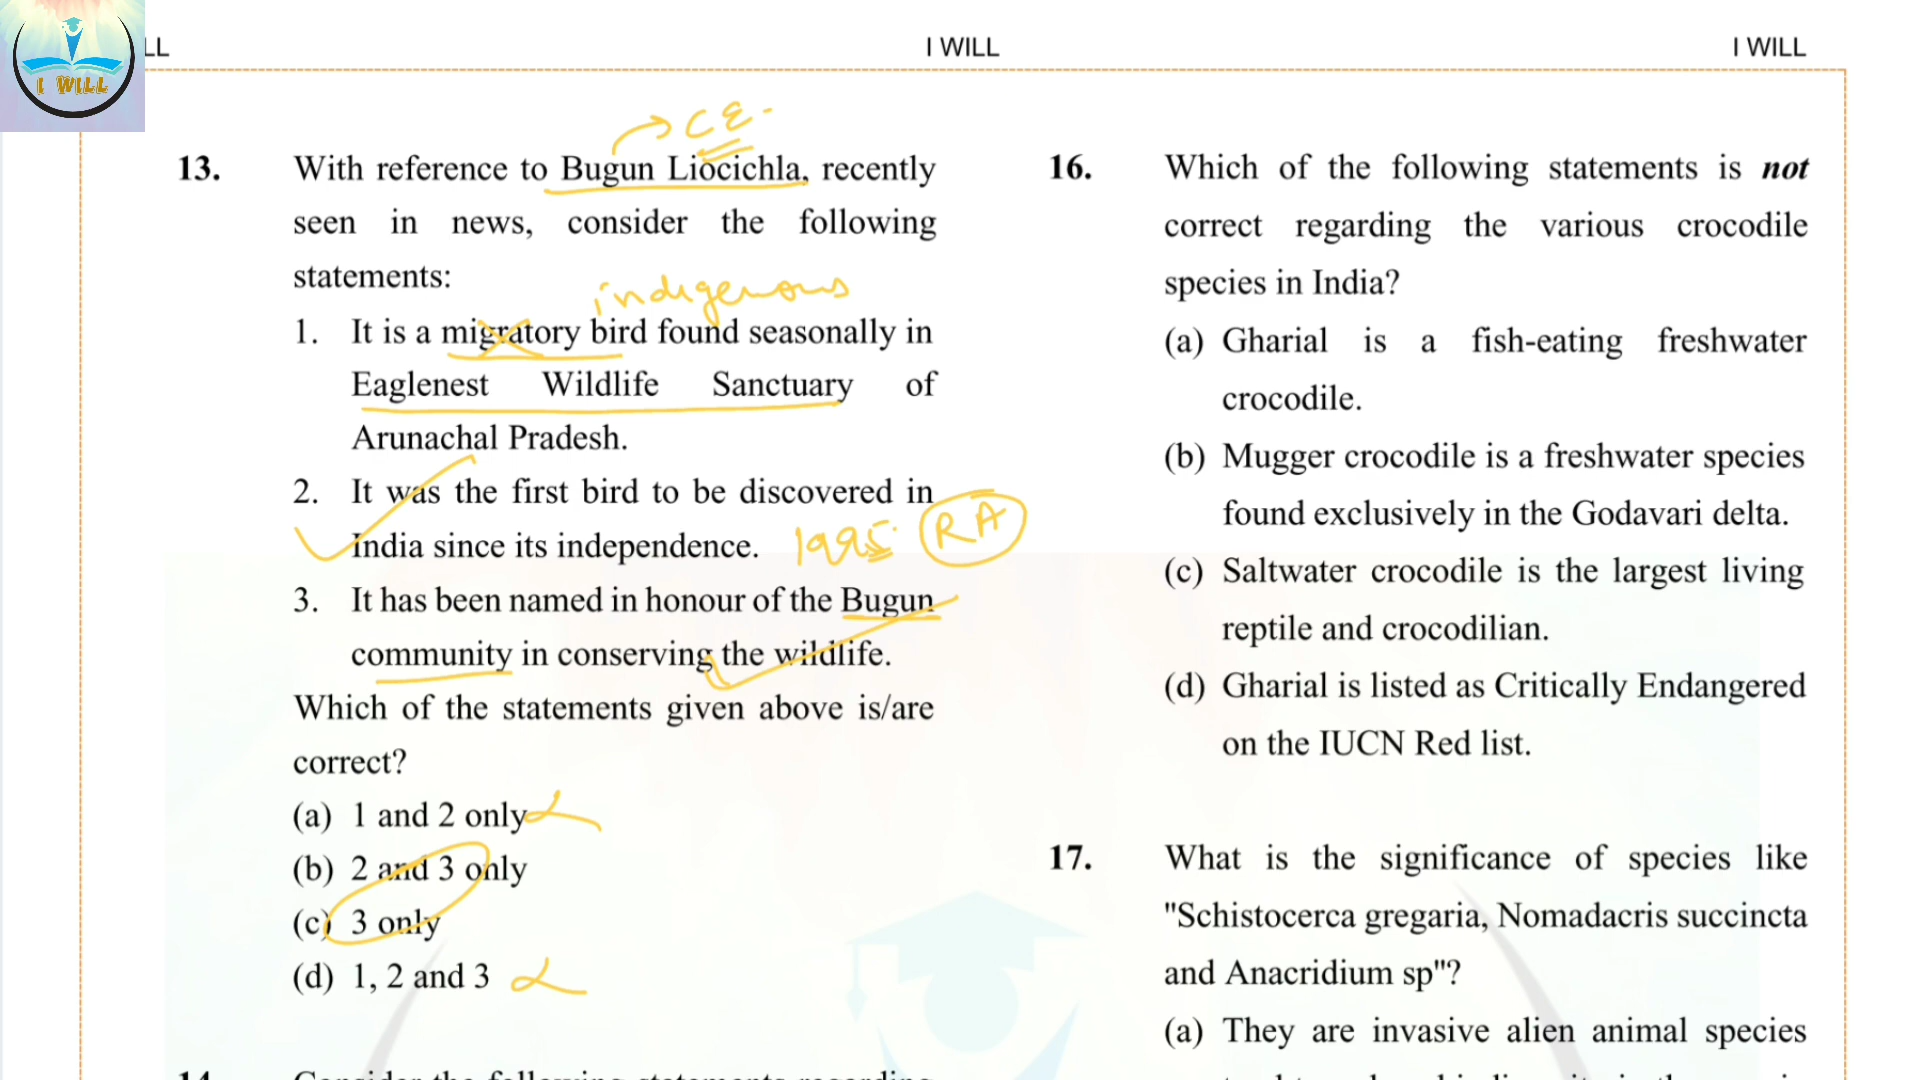 LL
I WILL
I WILL
I WILL
CE.
13. With reference to Bugun Liocichla, recently
seen in news, consider the following
statements:
indigenous
1. It is a migratory bird found seasonally in
Eaglenest Wildlife Sanctuary of
Arunachal Pradesh.
2. It was the first bird to be discovered in
India since its independence.
1995 RA
3. It has been named in honour of the Bugun
community in conserving the wildlife.
Which of the statements given above is/are
correct?
(a) 1 and 2 only
(b) 2 and 3 only
(c) 3 only
(d) 1, 2 and 3
16. Which of the following statements is not
correct regarding the various crocodile
species in India?
(a) Gharial is a fish-eating freshwater
crocodile.
(b) Mugger crocodile is a freshwater species
found exclusively in the Godavari delta.
(c) Saltwater crocodile is the largest living
reptile and crocodilian.
(d) Gharial is listed as Critically Endangered
on the IUCN Red list.
17. What is the significance of species like
"Schistocerca gregaria, Nomadacris succincta
and Anacridium sp"?
(a) They are invasive alien animal species